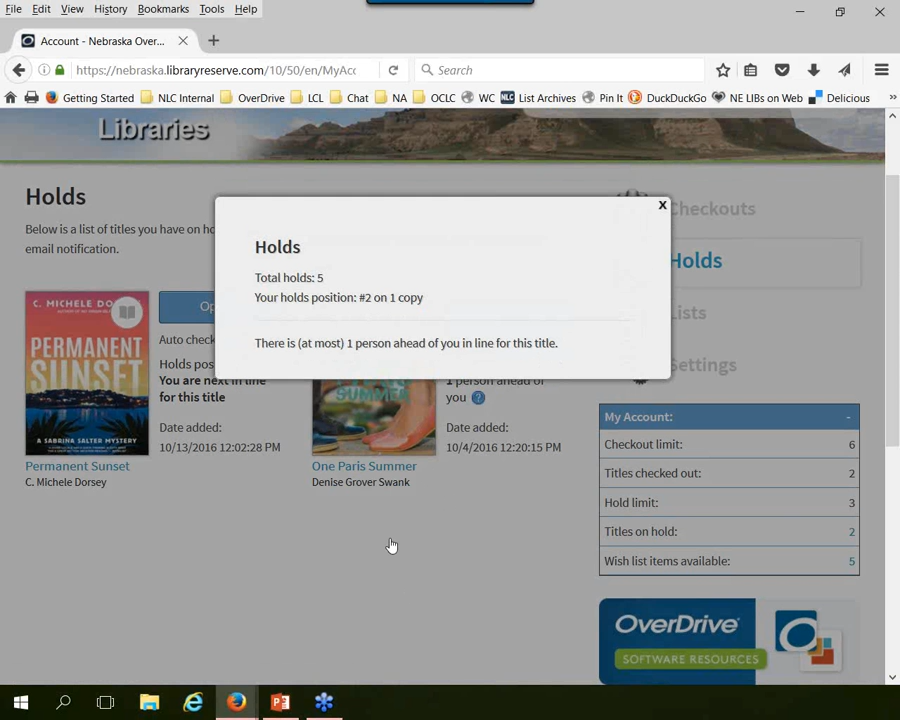 File Edit View History Bookmarks Tools Help
Account - Nebraska Over...
https://nebraska.libraryreserve.com/10/50/en/MyAcc
Search
Getting Started NLC Internal OverDrive LCL Chat NA OCLC WC NLC List Archives Pin It DuckDuckGo NE LIBs on Web Delicious
Libraries
Holds
Below is a list of titles you have on ho
email notification.
X
Holds
Total holds: 5
Your holds position: #2 on 1 copy
There is (at most) 1 person ahead of you in line for this title.
Checkouts
Holds
Lists
Settings
C. MICHELE DO
PERMANENT
SUNSET
A SABRINA SALTER MYSTERY
Op
Auto check
Holds pos
You are next in line
for this title
Date added:
10/13/2016 12:02:28 PM
Permanent Sunset
C. Michele Dorsey
SUMMER
1 person ahead of
you ?
Date added:
10/4/2016 12:20:15 PM
One Paris Summer
Denise Grover Swank
My Account: -
Checkout limit: 6
Titles checked out: 2
Hold limit: 3
Titles on hold: 2
Wish list items available: 5
OverDrive
SOFTWARE RESOURCES